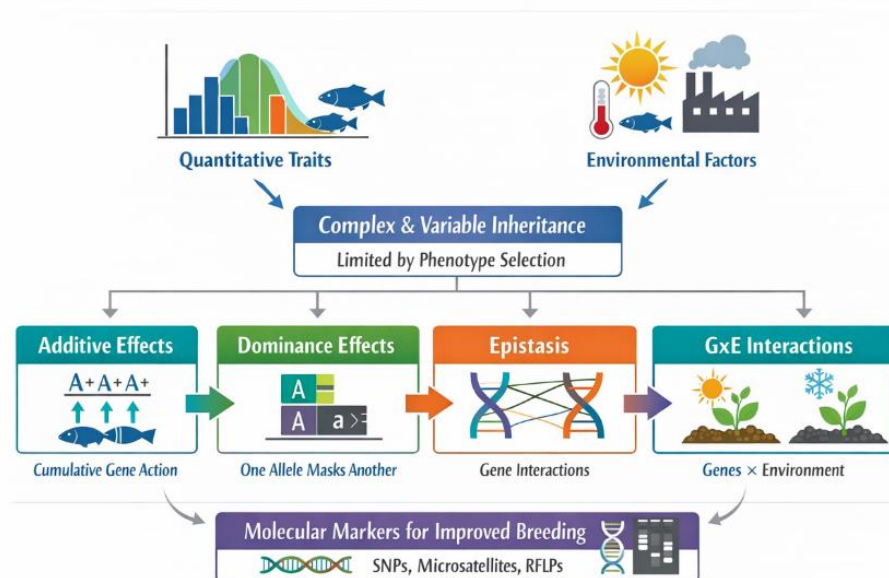 Quantitative Traits
Environmental Factors
Complex & Variable Inheritance
Limited by Phenotype Selection
Additive Effects
A+A+A+
Cumulative Gene Action
Dominance Effects
A
A a >
One Allele Masks Another
Epistasis
Gene Interactions
GxE Interactions
Genes × Environment
Molecular Markers for Improved Breeding
SNPs, Microsatellites, RFLPs